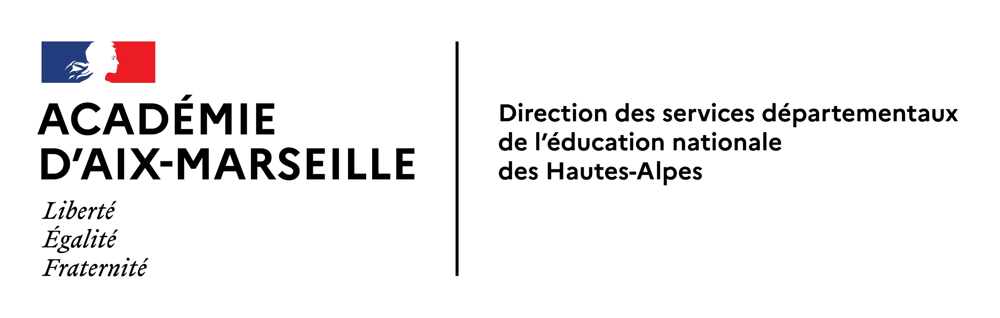 ACADÉMIE
D’AIX-MARSEILLE
Liberté
Égalité
Fraternité
Direction des services départementaux
de l’éducation nationale
des Hautes-Alpes